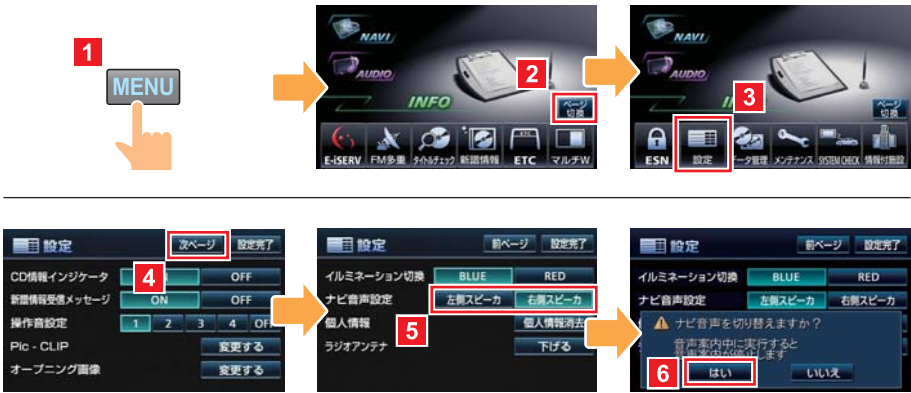 1
MENU
NAVI
AUDIO
INFO
2
ページ
切換
E-iSERV
FM多重
タイトルチェック
新譜情報
ETC
マルチW
NAVI
AUDIO
3
ページ
切換
ESN
設定
データ管理
メンテナンス
SYSTEM CHECK
情報付施設
設定
次ページ
設定完了
CD情報インジケータ
4
OFF
新譜情報受信メッセージ
ON
OFF
操作音設定
1 2 3 4 OFF
Pic - CLIP
変更する
オープニング画像
変更する
設定
前ページ
設定完了
イルミネーション切換
BLUE
RED
ナビ音声設定
左側スピーカ
右側スピーカ
個人情報
5
個人情報消去
ラジオアンテナ
下げる
設定
前ページ
設定完了
イルミネーション切換
BLUE
RED
ナビ音声設定
左側スピーカ
右側スピーカ
ナビ音声を切り替えますか？
音声案内中に実行すると
音声案内が停止します
6
はい
いいえ